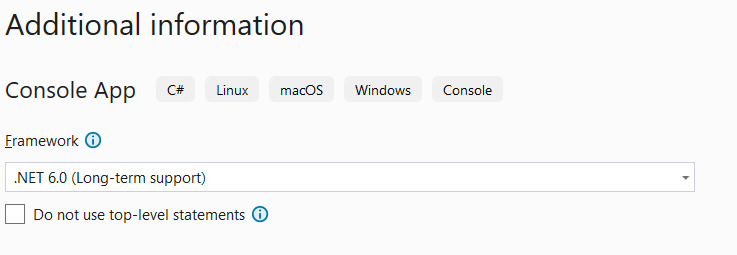 Additional information
Console App C# Linux macOS Windows Console
Framework
.NET 6.0 (Long-term support)
Do not use top-level statements